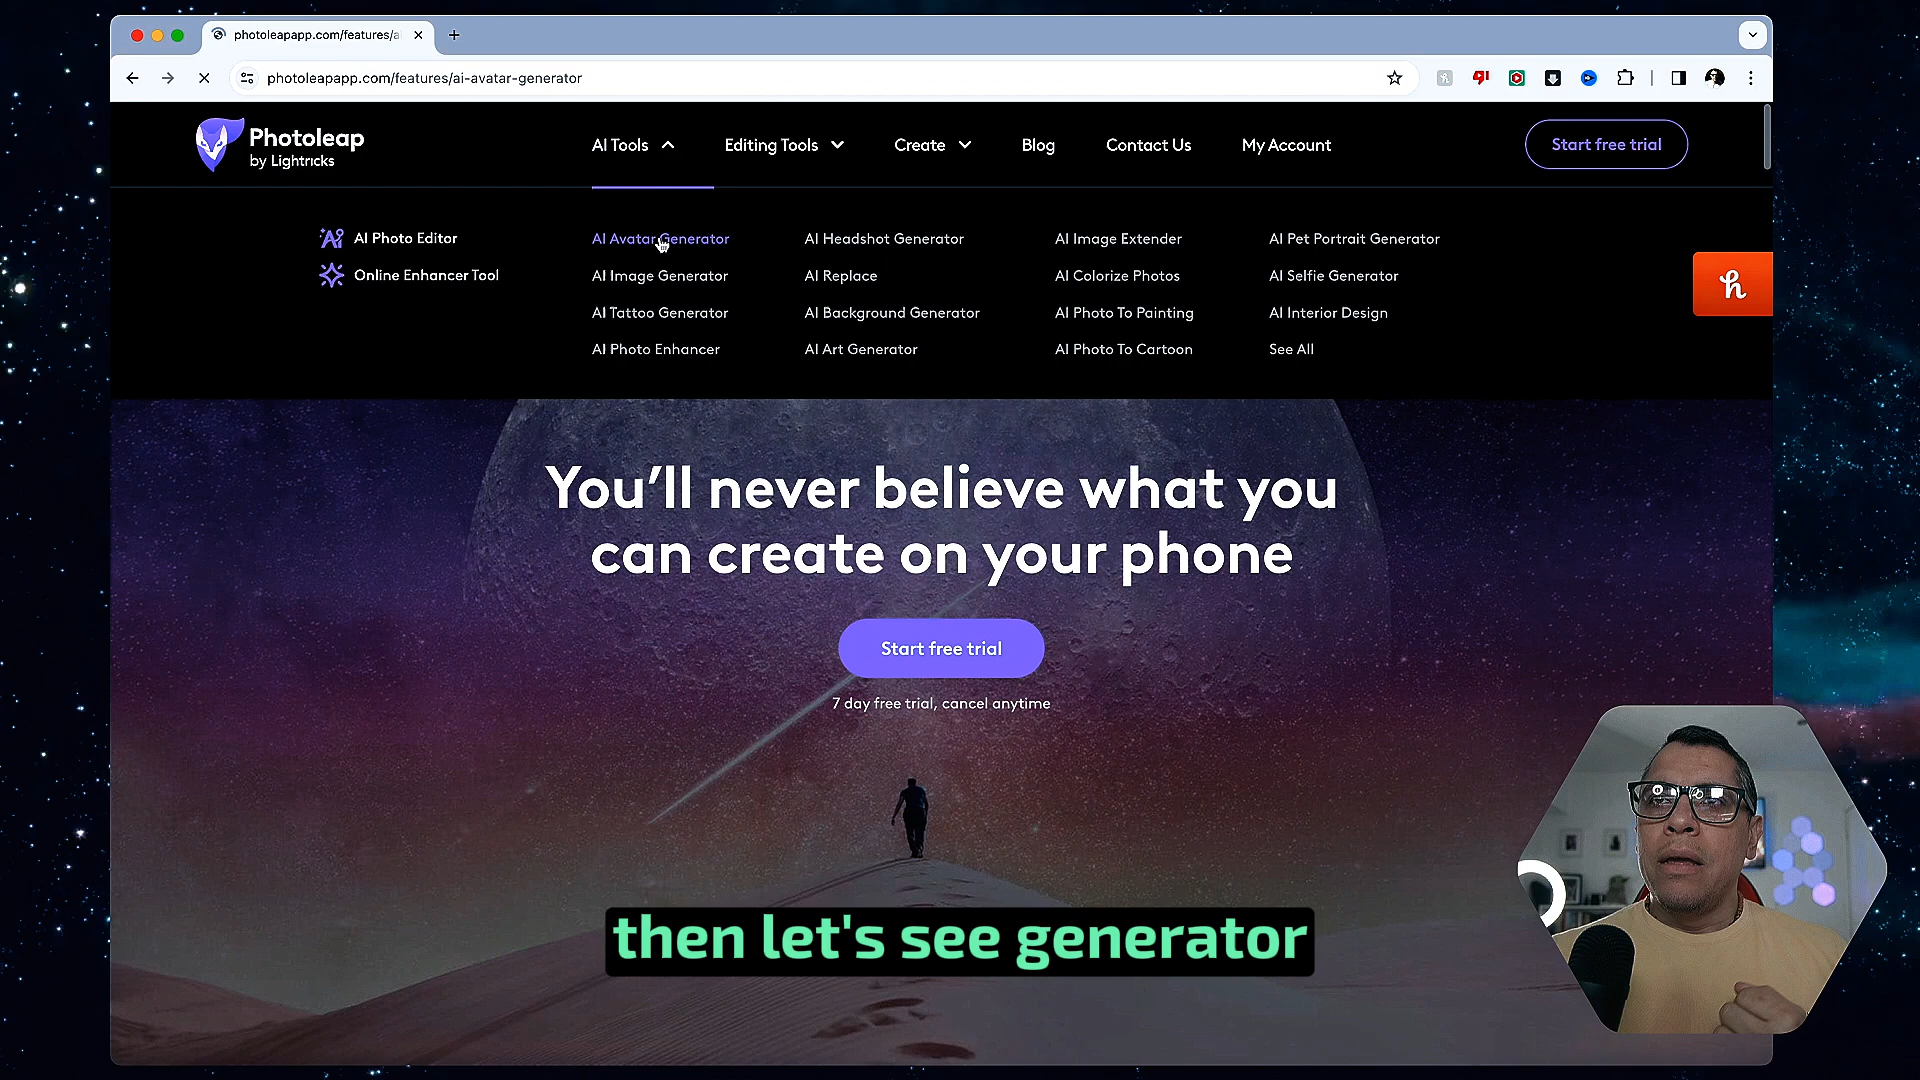 photoleapapp.com/features/a
photoleapapp.com/features/ai-avatar-generator
Photoleap
by Lightricks
AI Tools
Editing Tools
Create
Blog
Contact Us
My Account
Start free trial
AI Photo Editor
Online Enhancer Tool
AI Avatar Generator
AI Image Generator
AI Tattoo Generator
AI Photo Enhancer
AI Headshot Generator
AI Replace
AI Background Generator
AI Art Generator
AI Image Extender
AI Colorize Photos
AI Photo To Painting
AI Photo To Cartoon
AI Pet Portrait Generator
AI Selfie Generator
AI Interior Design
See All
h
You'll never believe what you
can create on your phone
Start free trial
7 day free trial, cancel anytime
then let's see generator